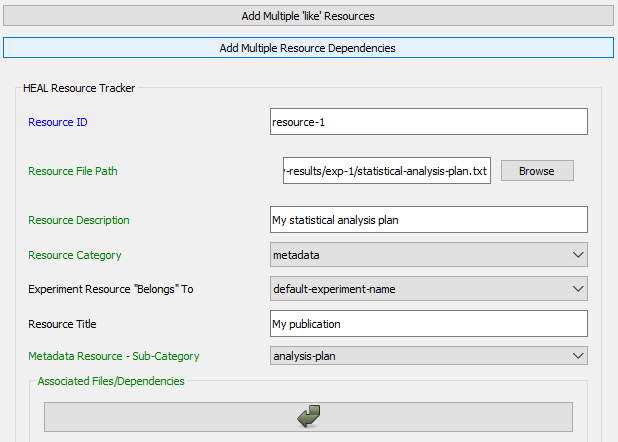 Add Multiple 'like' Resources
Add Multiple Resource Dependencies
HEAL Resource Tracker
Resource ID resource-1
Resource File Path y-results/exp-1/statistical-analysis-plan.txt Browse
Resource Description My statistical analysis plan
Resource Category metadata
Experiment Resource "Belongs" To default-experiment-name
Resource Title My publication
Metadata Resource - Sub-Category analysis-plan
Associated Files/Dependencies